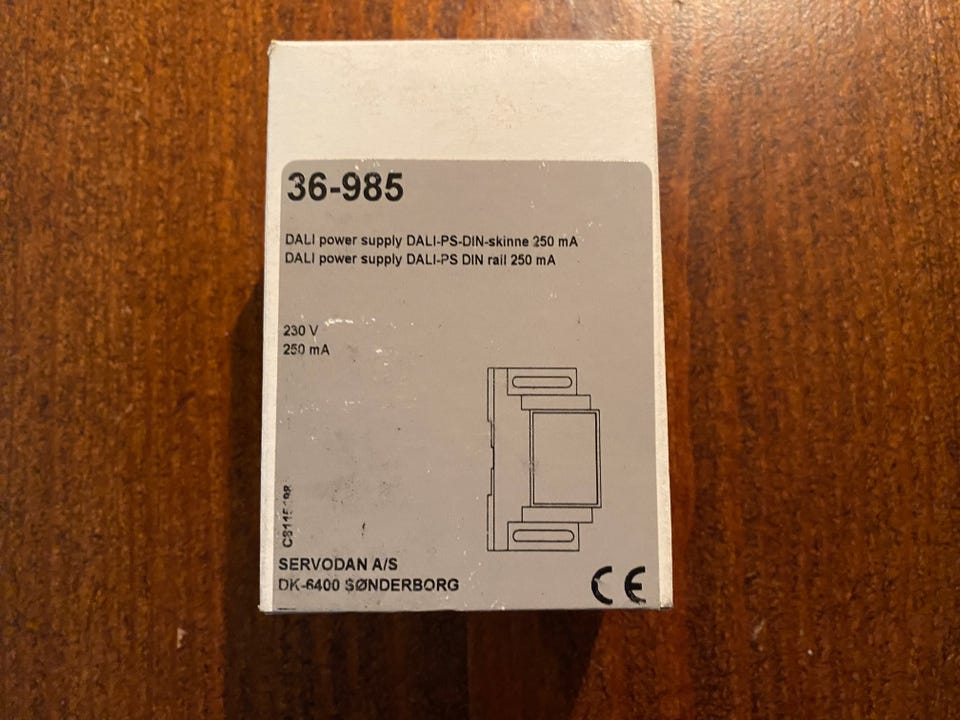 36-985
DALI power supply DALI-PS-DIN-skinne 250 mA
DALI power supply DALI-PS DIN rail 250 mA
230 V
250 mA
SERVODAN A/S
DK-6400 SØNDERBORG
CE